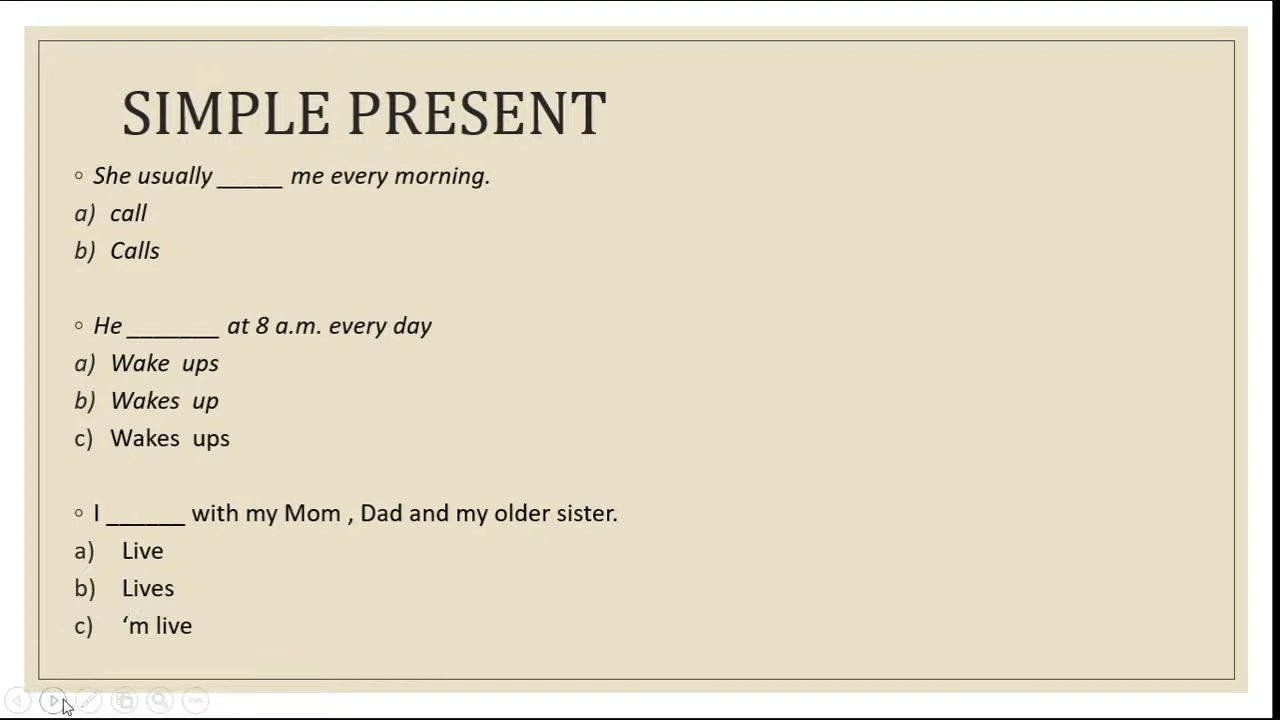 SIMPLE PRESENT
◦ She usually _____ me every morning.
a) call
b) Calls
◦ He _______ at 8 a.m. every day
a) Wake ups
b) Wakes up
c) Wakes ups
◦ I ______ with my Mom , Dad and my older sister.
a) Live
b) Lives
c) ‘m live